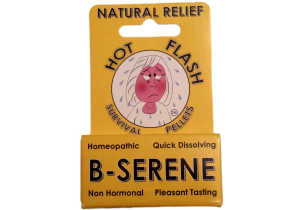 NATURAL RELIEF
HOT FLASH
SURVIVAL PELLETS
Homeopathic Quick Dissolving
B-SERENE
Non Hormonal Pleasant Tasting